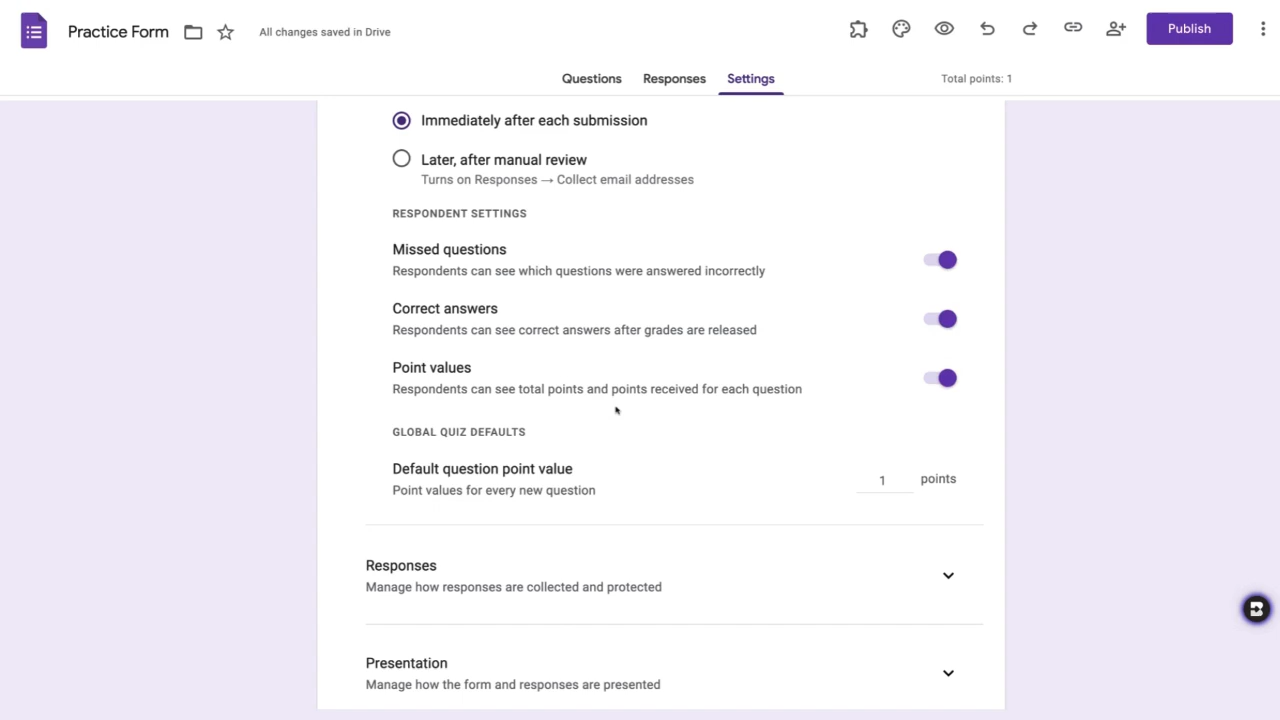 Practice Form
All changes saved in Drive
Publish
Questions
Responses
Settings
Total points: 1
Immediately after each submission
Later, after manual review
Turns on Responses → Collect email addresses
RESPONDENT SETTINGS
Missed questions
Respondents can see which questions were answered incorrectly
Correct answers
Respondents can see correct answers after grades are released
Point values
Respondents can see total points and points received for each question
GLOBAL QUIZ DEFAULTS
Default question point value
Point values for every new question
1 points
Responses
Manage how responses are collected and protected
Presentation
Manage how the form and responses are presented